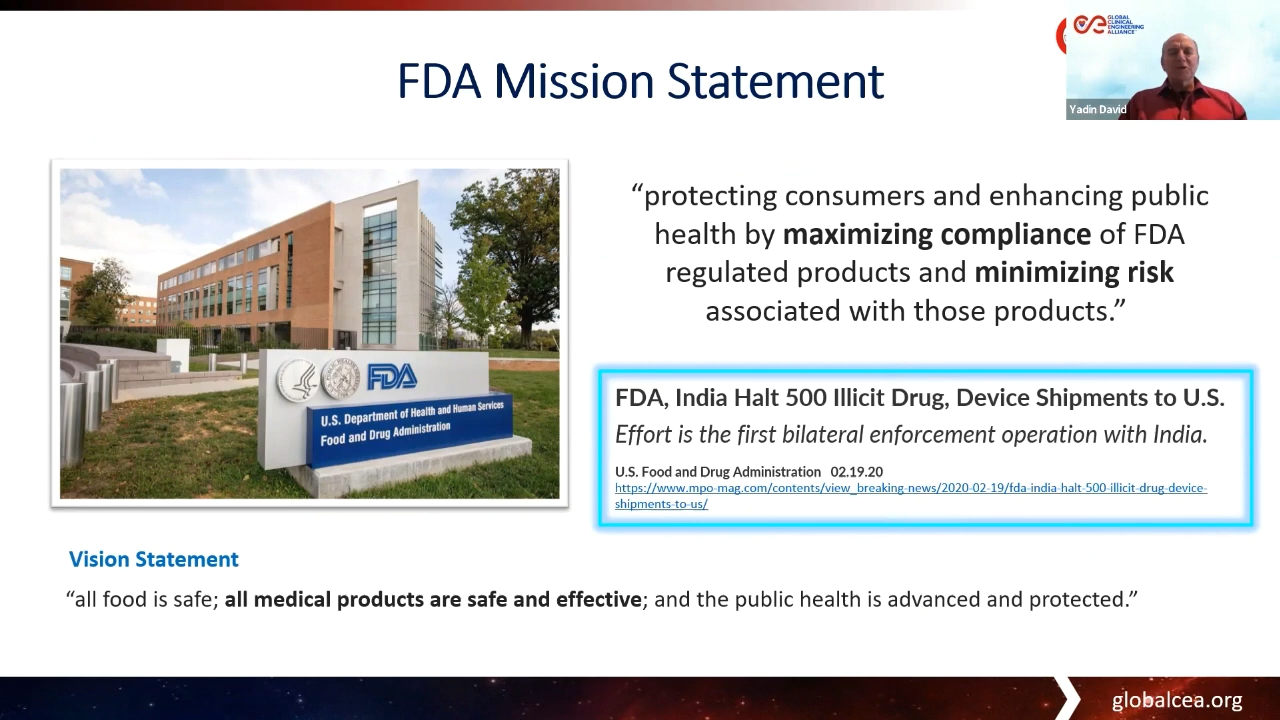 GLOBAL
CLINICAL
ENGINEERING
ALLIANCE
Yadin David
FDA Mission Statement
“protecting consumers and enhancing public
health by maximizing compliance of FDA
regulated products and minimizing risk
associated with those products.”
FDA
U.S. Department of Health and Human Services
Food and Drug Administration
FDA, India Halt 500 Illicit Drug, Device Shipments to U.S.
Effort is the first bilateral enforcement operation with India.
U.S. Food and Drug Administration 02.19.20
https://www.mpo-mag.com/contents/view_breaking-news/2020-02-19/fda-india-halt-500-illicit-drug-device-
shipments-to-us/
Vision Statement
“all food is safe; all medical products are safe and effective; and the public health is advanced and protected.”
globalcea.org